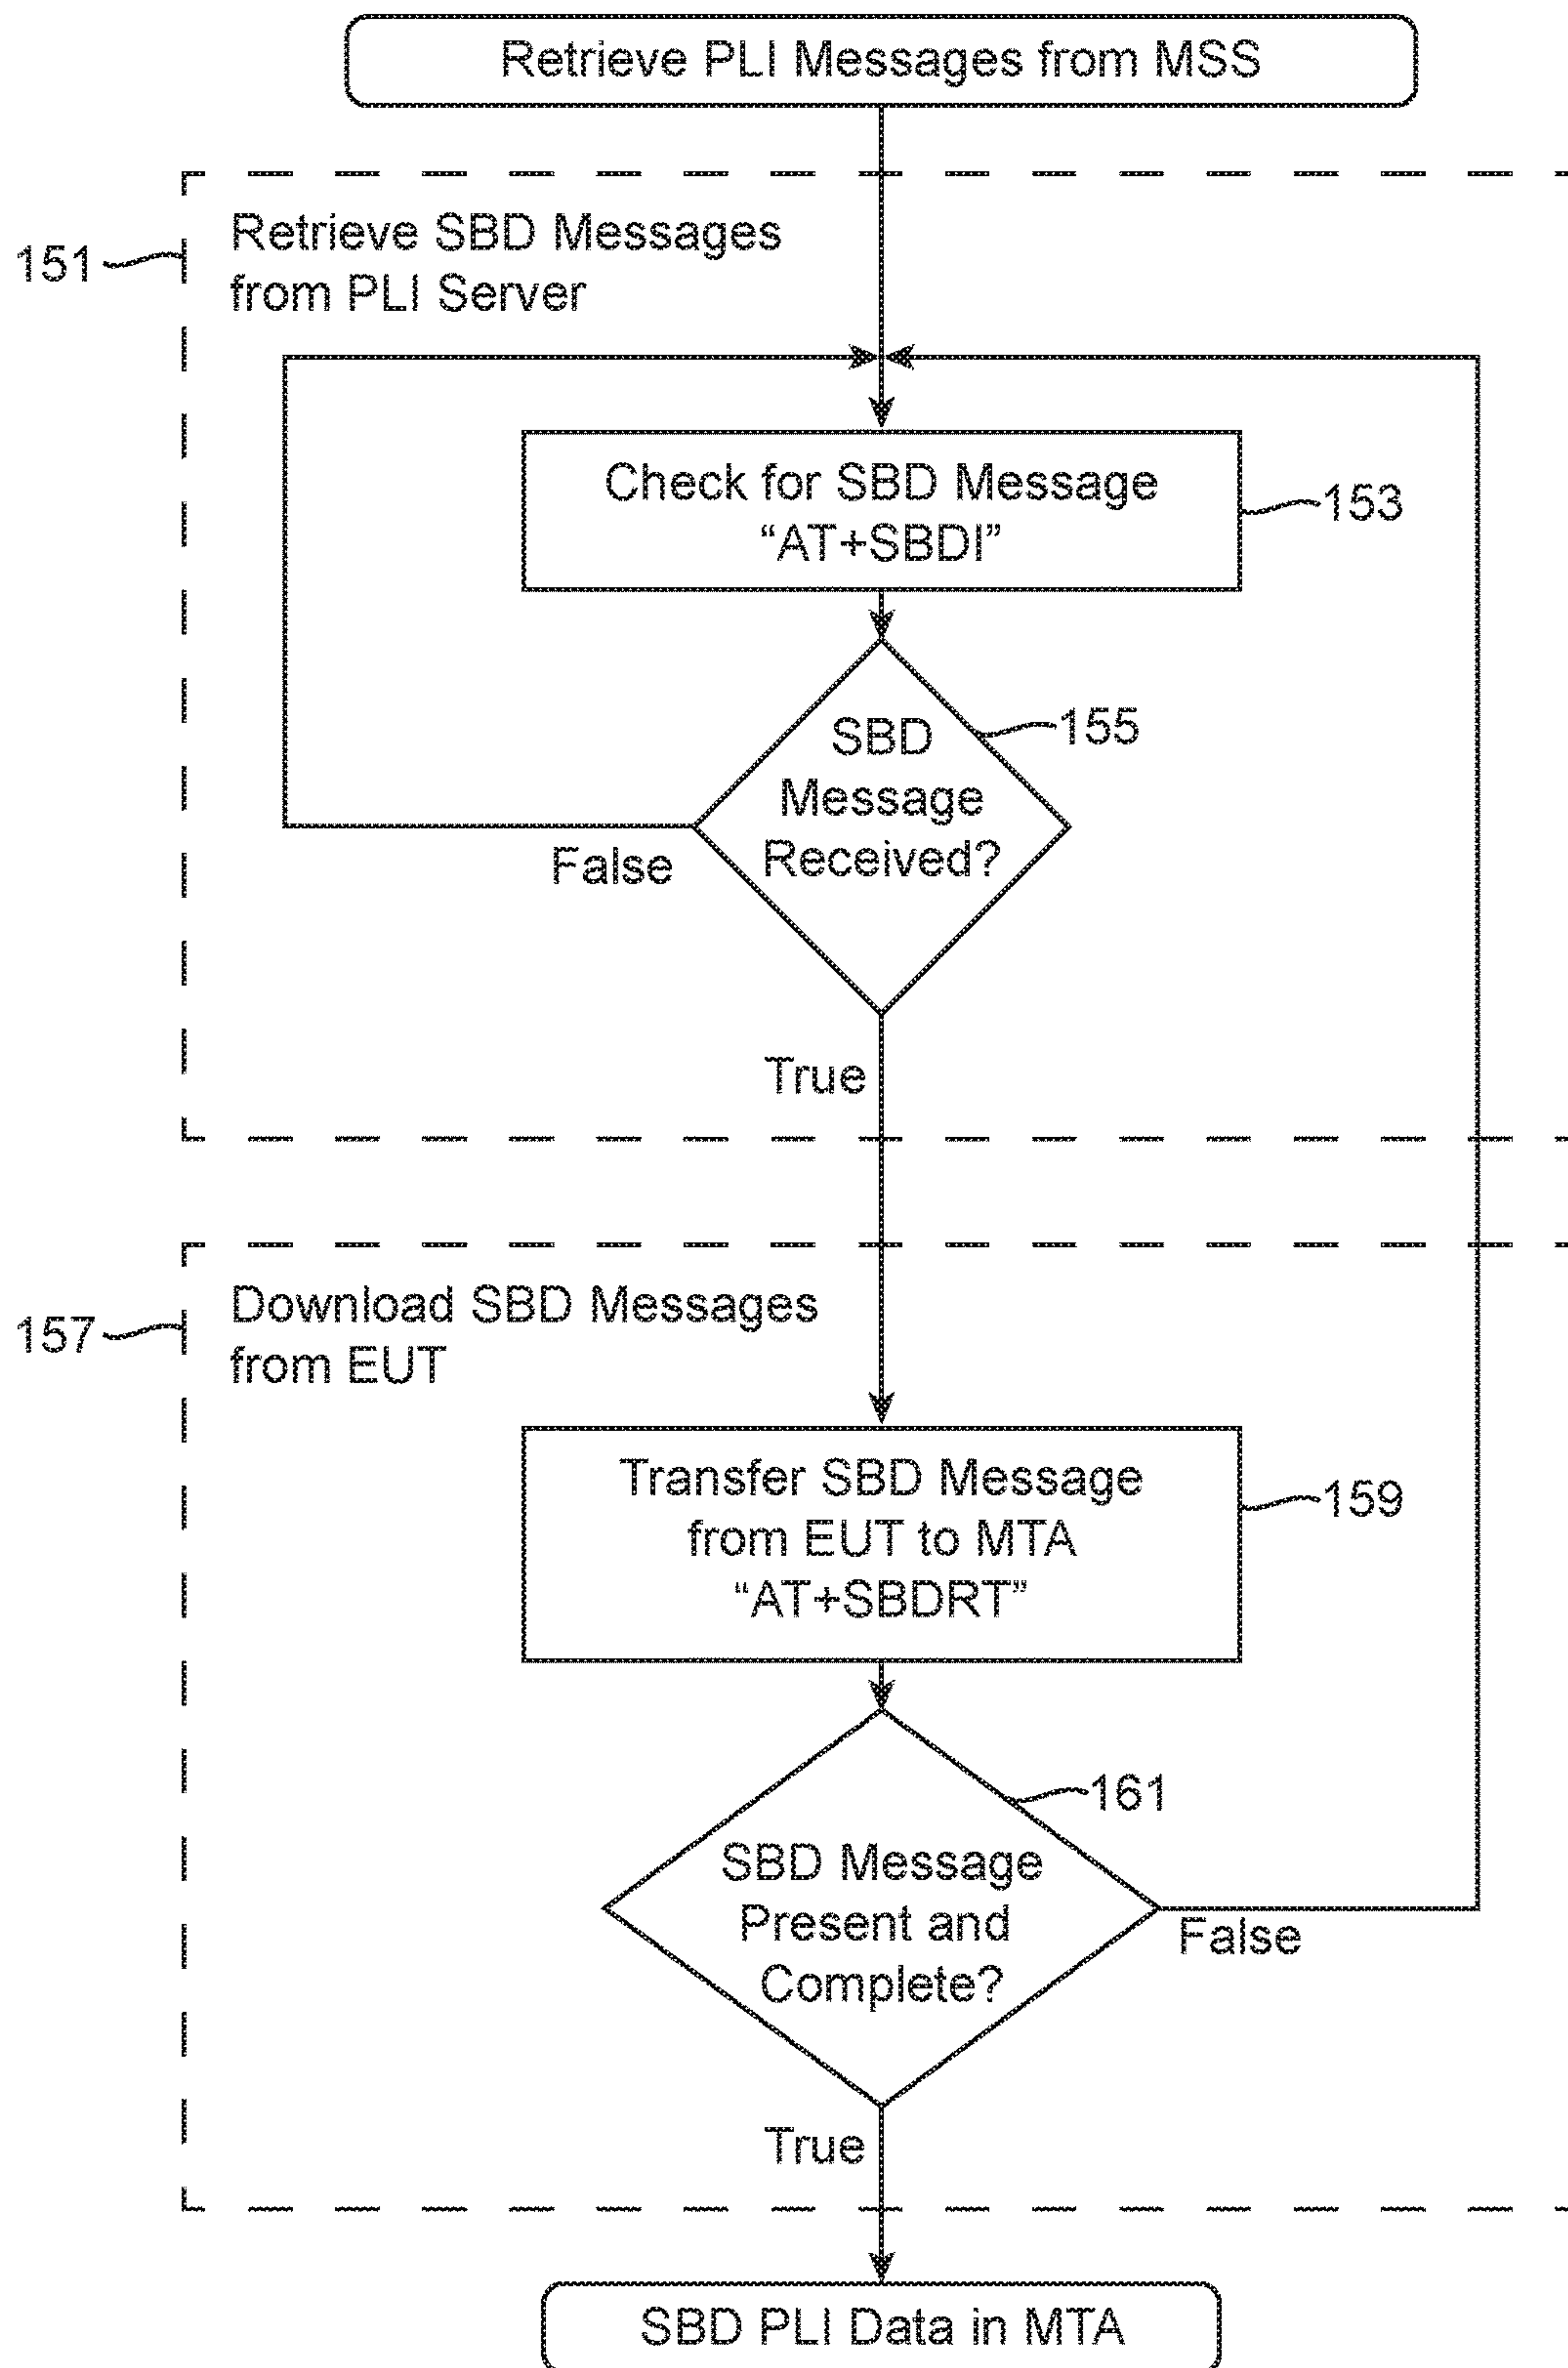 Retrieve PLI Messages from MSS
151
Retrieve SBD Messages
from PLI Server
Check for SBD Message
“AT+SBDI”
153
SBD
Message
Received?
155
False
True
157
Download SBD Messages
from EUT
Transfer SBD Message
from EUT to MTA
“AT+SBDRT”
159
161
SBD Message
Present and
Complete?
False
True
SBD PLI Data in MTA